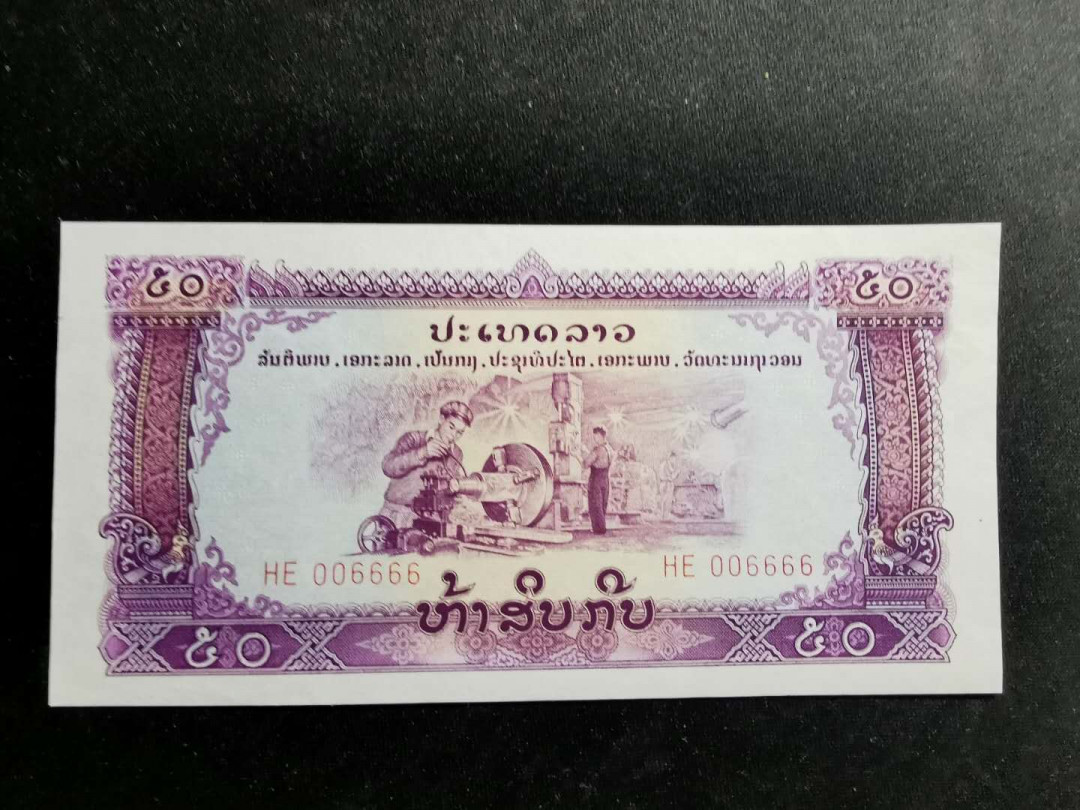 ໕໐ ໕໐
ປະເທດລາວ
ສັນຕິພາບ . ເອກະລາດ . ເປັນກາງ . ປະຊາທິປະໄຕ . ເອກະພາບ . ວັດທະນາຖາວອນ
HE 006666 HE 006666
ຫ້າສິບກີບ
໕໐ ໕໐